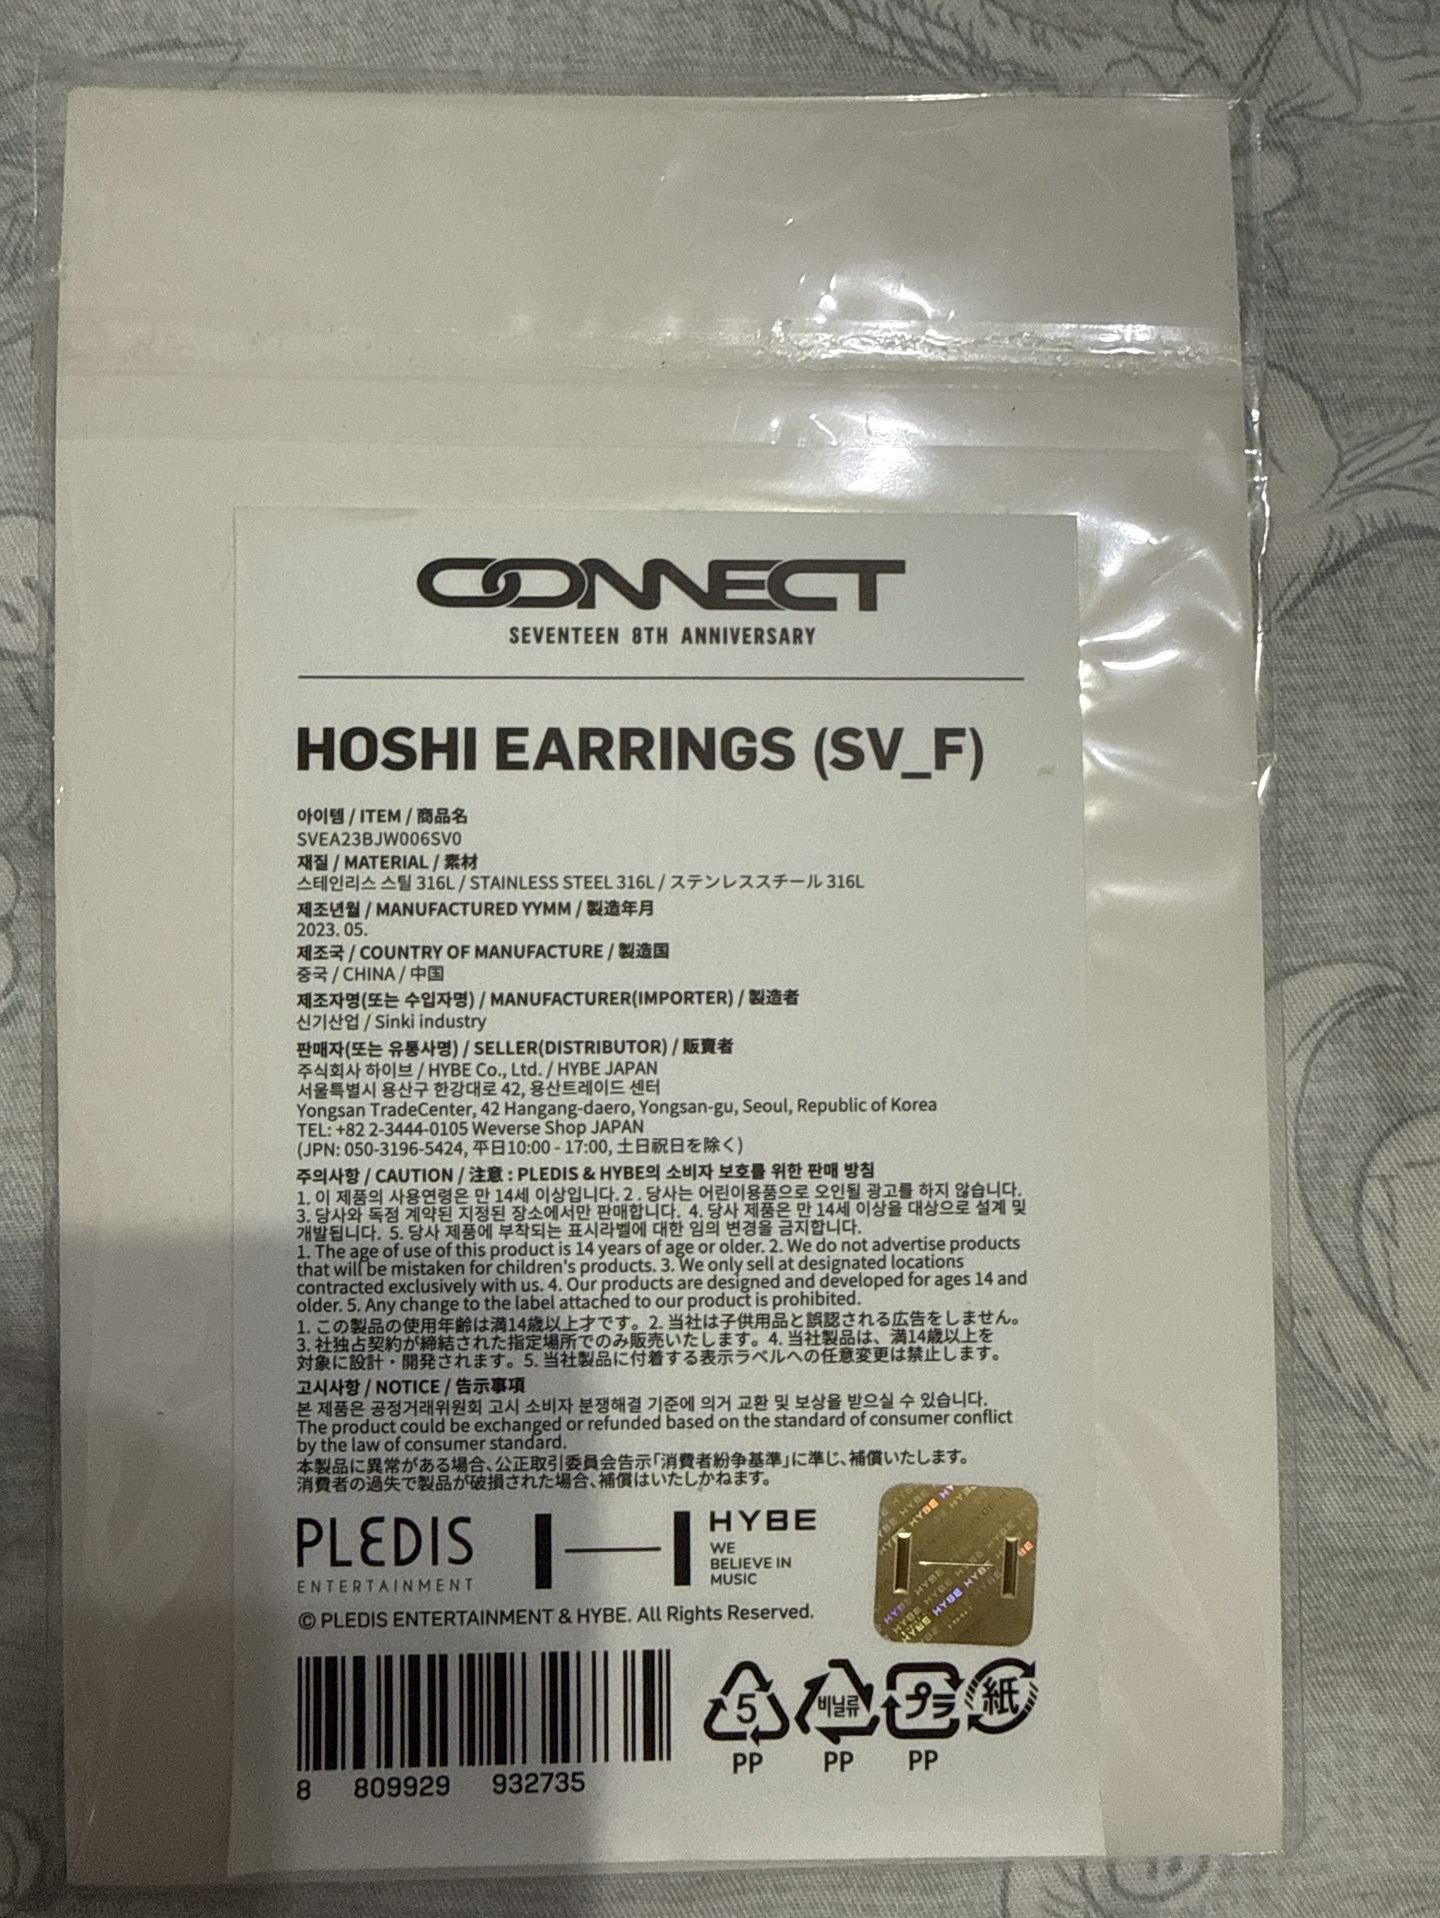 CONNECT
SEVENTEEN 8TH ANNIVERSARY
HOSHI EARRINGS (SV_F)
아이템 / ITEM / 商品名
SVEA23BJW006SV0
재질 / MATERIAL / 素材
스테인리스 스틸 316L / STAINLESS STEEL 316L / ステンレススチール 316L
제조년월 / MANUFACTURED YYMM / 製造年月
2023. 05.
제조국 / COUNTRY OF MANUFACTURE / 製造国
중국 / CHINA / 中国
제조자명(또는 수입자명) / MANUFACTURER(IMPORTER) / 製造者
신기산업 / Sinki industry
판매자(또는 유통사명) / SELLER(DISTRIBUTOR) / 販賣者
주식회사 하이브 / HYBE Co., Ltd. / HYBE JAPAN
서울특별시 용산구 한강대로 42, 용산트레이드 센터
Yongsan TradeCenter, 42 Hangang-daero, Yongsan-gu, Seoul, Republic of Korea
TEL: +82 2-3444-0105 Weverse Shop JAPAN
(JPN: 050-3196-5424, 平日10:00 - 17:00, 土日祝日を除く)
주의사항 / CAUTION / 注意 : PLEDIS & HYBE의 소비자 보호를 위한 판매 방침
1. 이 제품의 사용연령은 만 14세 이상입니다. 2 . 당사는 어린이용품으로 오인될 광고를 하지 않습니다.
3. 당사와 독점 계약된 지정된 장소에서만 판매합니다. 4. 당사 제품은 만 14세 이상을 대상으로 설계 및
개발됩니다. 5. 당사 제품에 부착되는 표시라벨에 대한 임의 변경을 금지합니다.
1. The age of use of this product is 14 years of age or older. 2. We do not advertise products
that will be mistaken for children's products. 3. We only sell at designated locations
contracted exclusively with us. 4. Our products are designed and developed for ages 14 and
older. 5. Any change to the label attached to our product is prohibited.
1. この製品の使用年齢は満14歳以上才です。2. 当社は子供用品と誤認される広告をしません。
3. 社独占契約が締結された指定場所でのみ販売いたします。4. 当社製品は、満14歳以上を
対象に設計・開発されます。5. 当社製品に付着する表示ラベルへの任意変更は禁止します。
고시사항 / NOTICE / 告示事項
본 제품은 공정거래위원회 고시 소비자 분쟁해결 기준에 의거 교환 및 보상을 받으실 수 있습니다.
The product could be exchanged or refunded based on the standard of consumer conflict
by the law of consumer standard.
本製品に異常がある場合、公正取引委員会告示「消費者紛争基準」に準じ、補償いたします。
消費者の過失で製品が破損された場合、補償はいたしかねます。
PLEDIS
ENTERTAINMENT
HYBE
WE
BELIEVE IN
MUSIC
© PLEDIS ENTERTAINMENT & HYBE. All Rights Reserved.
8 809929 932735
5 비닐류 プラ 紙
PP PP PP